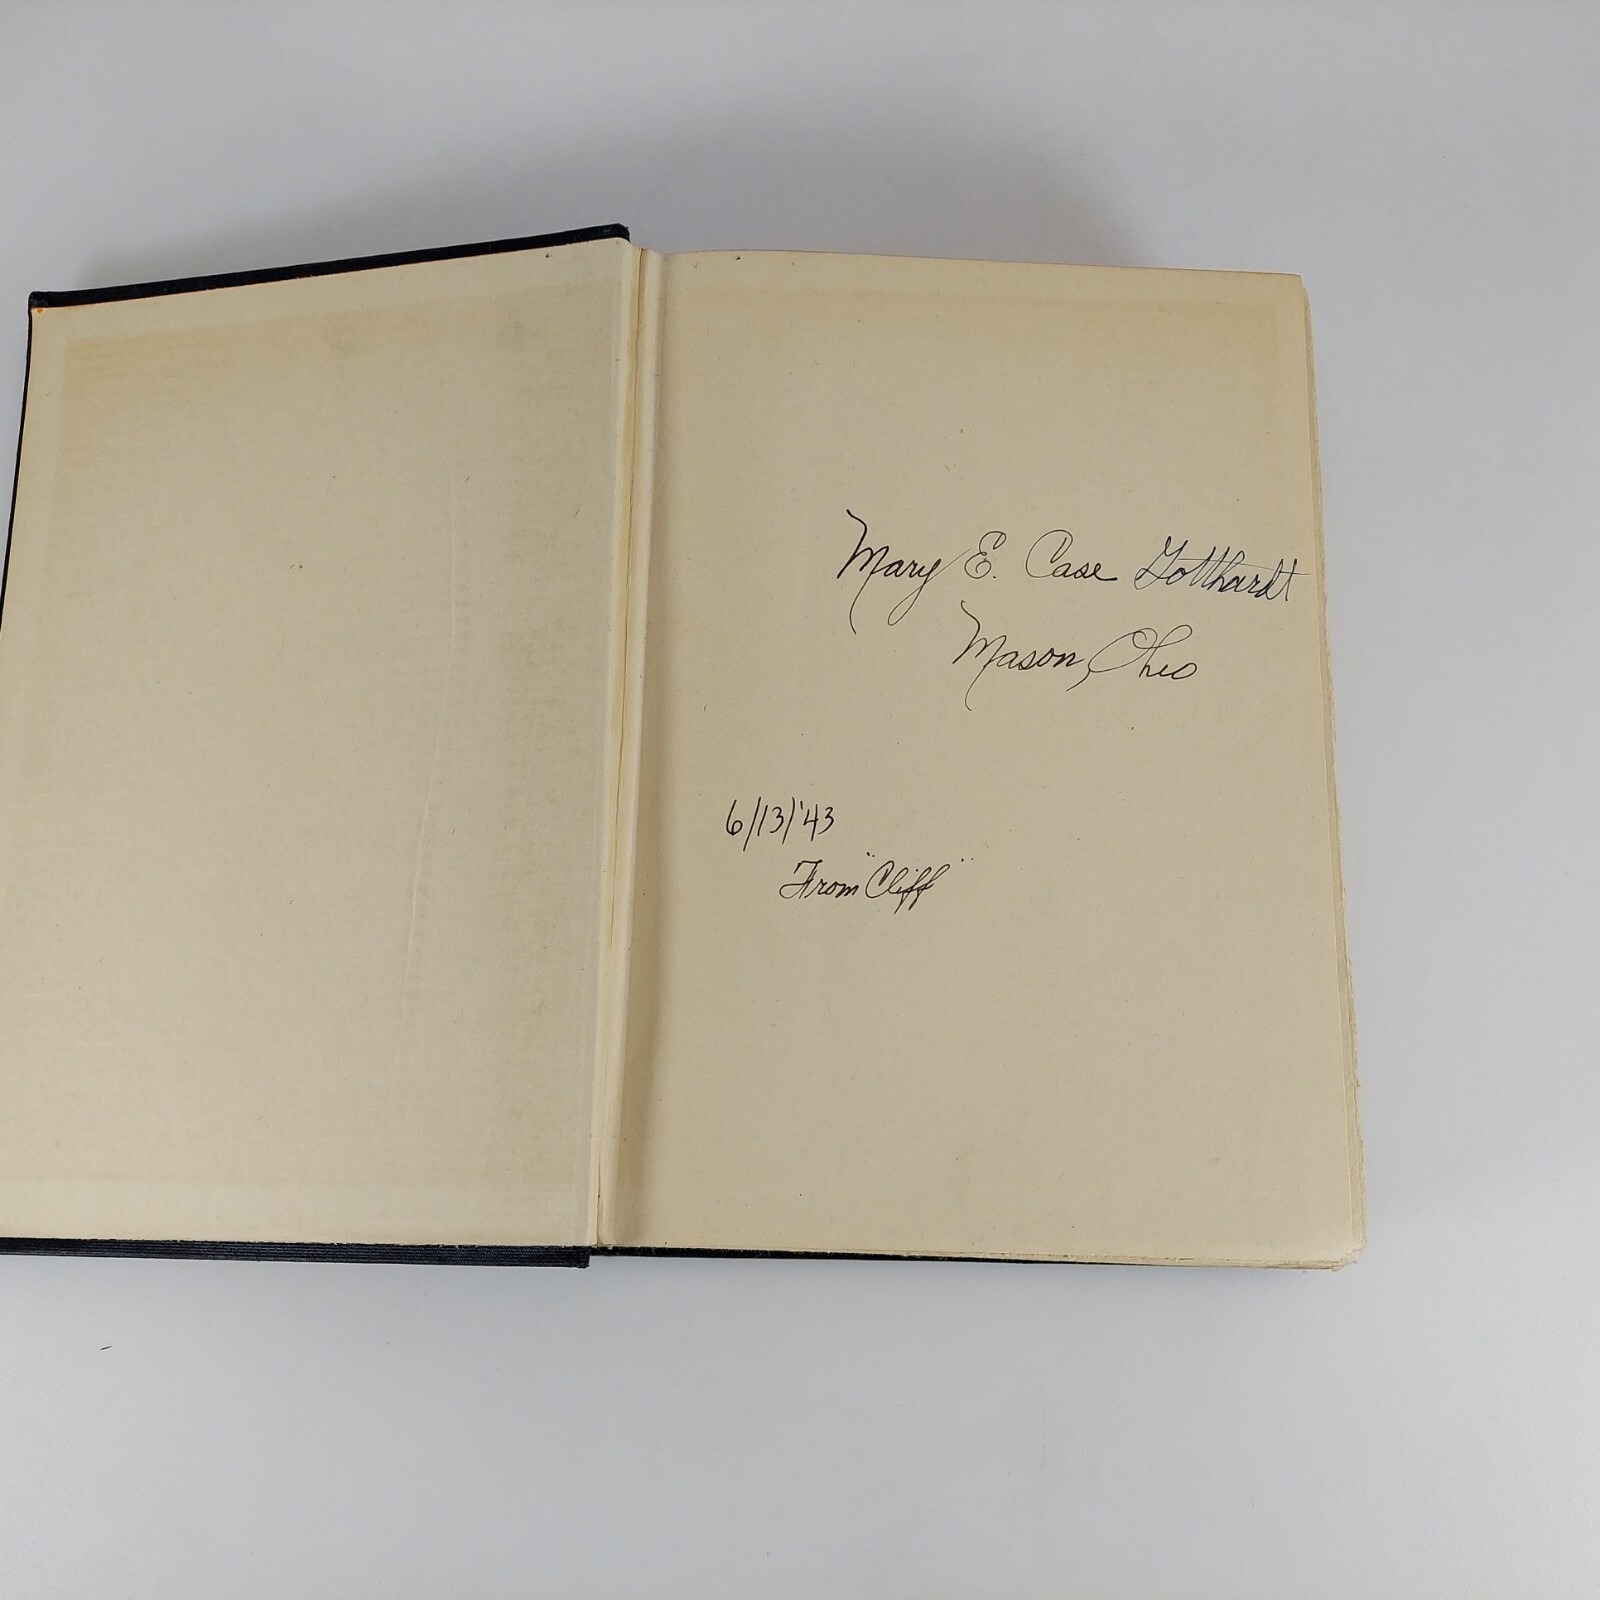 Mary E. Case Gotthardt
Mason, Ohio
6/13/'43
From "Cliff"